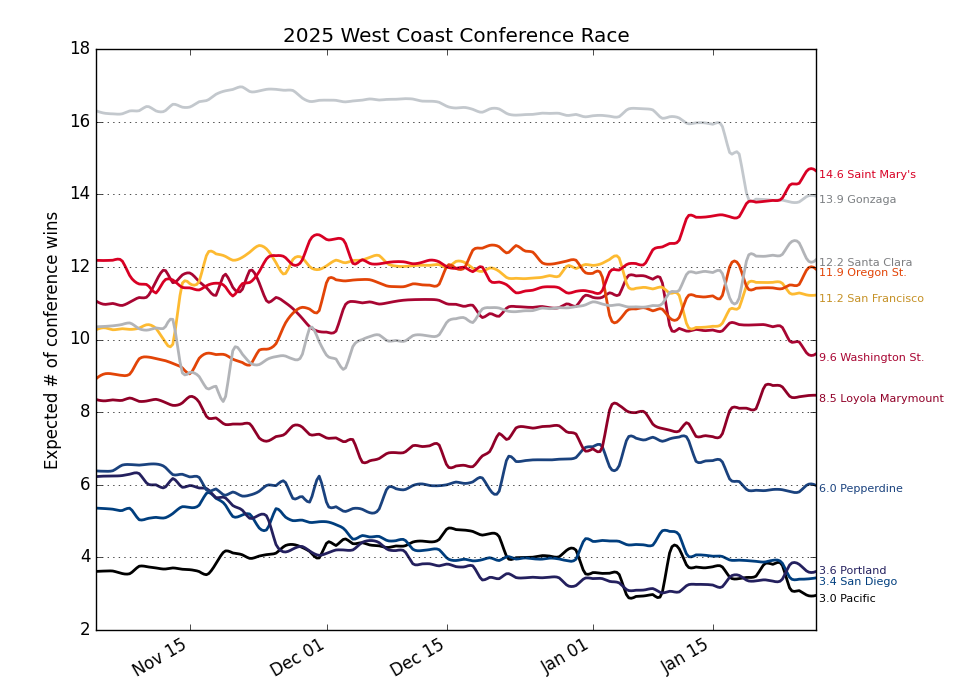 2025 West Coast Conference Race
Expected # of conference wins
18
16
14
12
10
8
6
4
2
Nov 15
Dec 01
Dec 15
Jan 01
Jan 15
14.6 Saint Mary's
13.9 Gonzaga
12.2 Santa Clara
11.9 Oregon St.
11.2 San Francisco
9.6 Washington St.
8.5 Loyola Marymount
6.0 Pepperdine
3.6 Portland
3.4 San Diego
3.0 Pacific